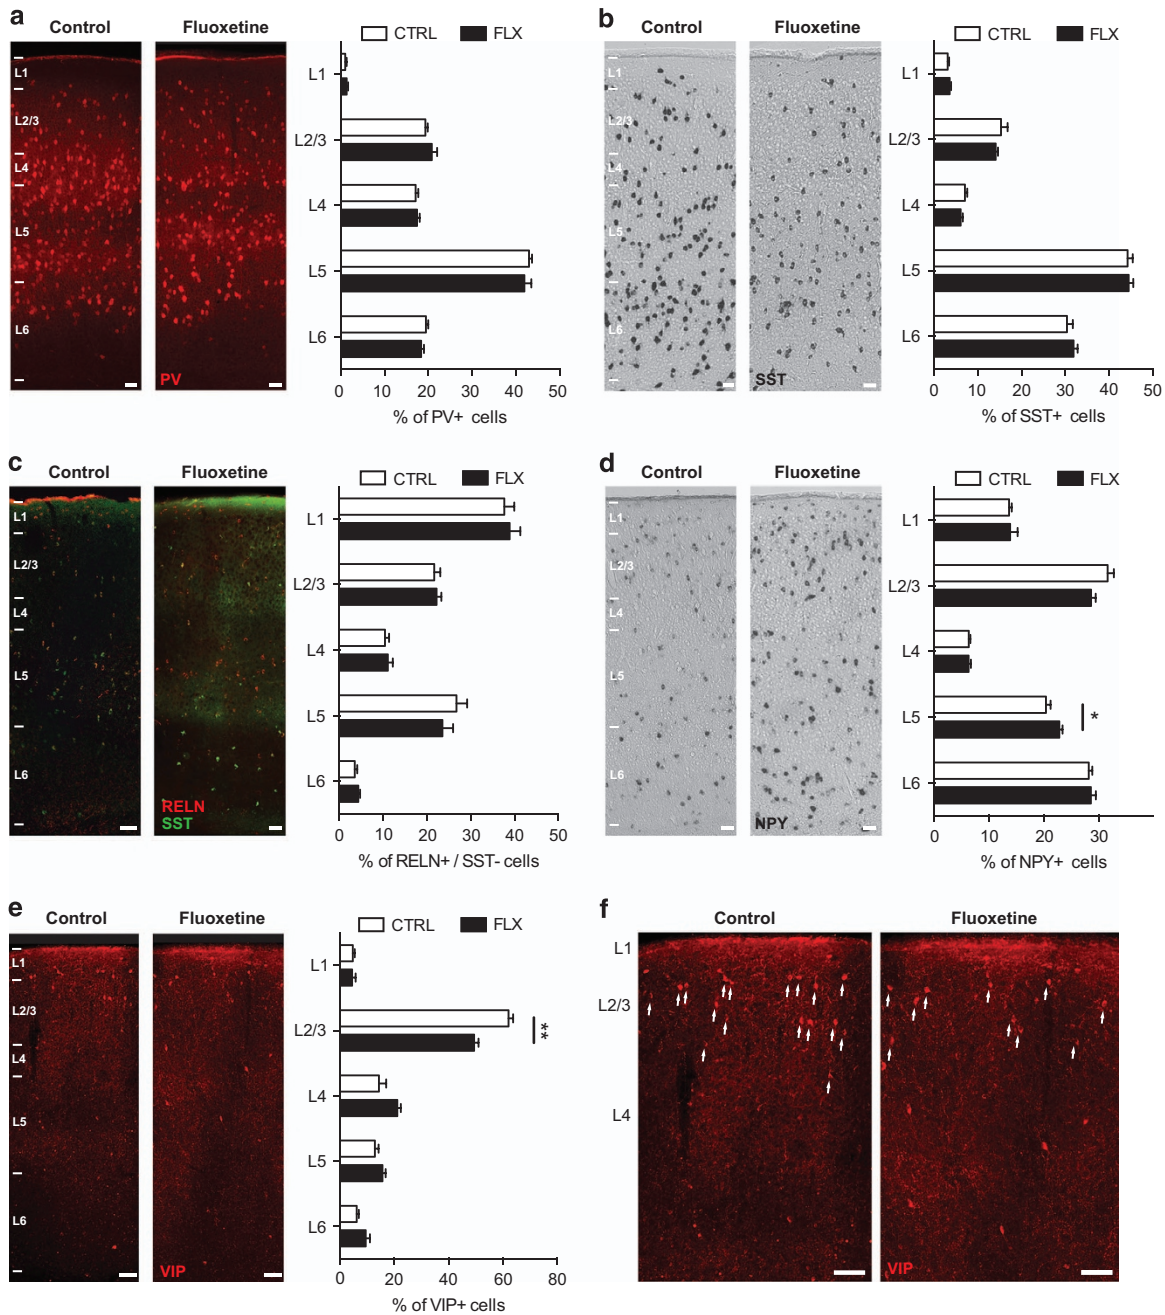 a
Control
Fluoxetine
CTRL
FLX
L1
L2/3
L4
L5
L6
PV
L1
L2/3
L4
L5
L6
0
10
20
30
40
50
% of PV+ cells
b
Control
Fluoxetine
CTRL
FLX
L1
L2/3
L4
L5
L6
SST
L1
L2/3
L4
L5
L6
0
10
20
30
40
50
% of SST+ cells
c
Control
Fluoxetine
CTRL
FLX
L1
L2/3
L4
L5
L6
RELN
SST
L1
L2/3
L4
L5
L6
0
10
20
30
40
50
% of RELN+ / SST- cells
d
Control
Fluoxetine
CTRL
FLX
L1
L2/3
L4
L5
L6
NPY
L1
L2/3
L4
L5
*
L6
0
10
20
30
% of NPY+ cells
e
Control
Fluoxetine
CTRL
FLX
L1
L2/3
L4
L5
L6
VIP
L1
L2/3
**
L4
L5
L6
0
20
40
60
80
% of VIP+ cells
f
Control
Fluoxetine
L1
L2/3
L4
VIP